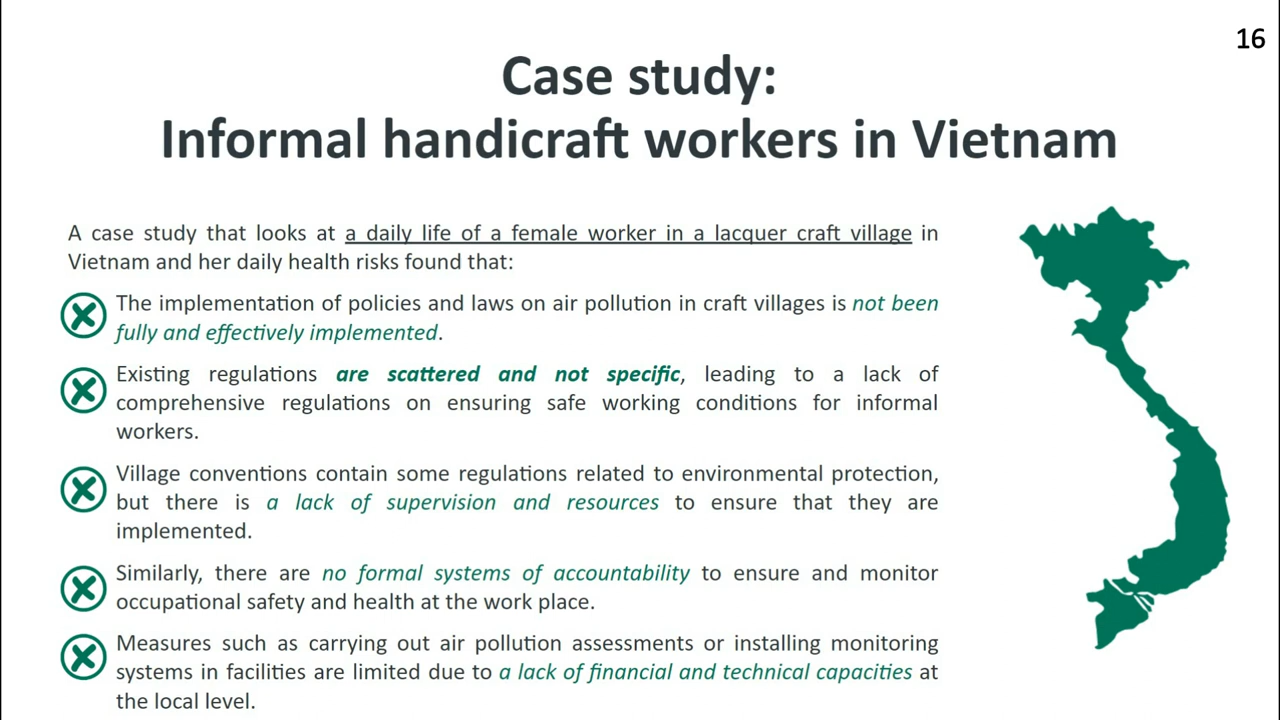 16
Case study:
Informal handicraft workers in Vietnam
A case study that looks at a daily life of a female worker in a lacquer craft village in
Vietnam and her daily health risks found that:
The implementation of policies and laws on air pollution in craft villages is not been
fully and effectively implemented.
Existing regulations are scattered and not specific, leading to a lack of
comprehensive regulations on ensuring safe working conditions for informal
workers.
Village conventions contain some regulations related to environmental protection,
but there is a lack of supervision and resources to ensure that they are
implemented.
Similarly, there are no formal systems of accountability to ensure and monitor
occupational safety and health at the work place.
Measures such as carrying out air pollution assessments or installing monitoring
systems in facilities are limited due to a lack of financial and technical capacities at
the local level.